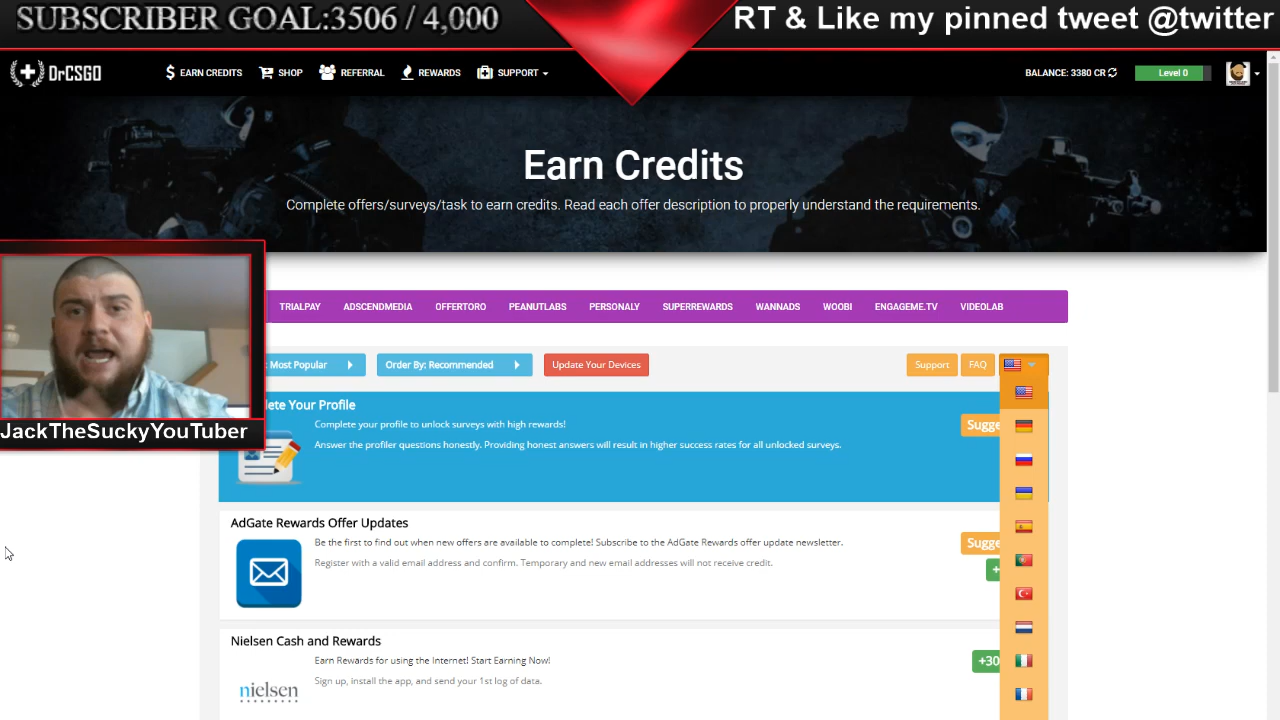 SUBSCRIBER GOAL:3506 / 4,000
RT & Like my pinned tweet @twitter
DrCSGO
EARN CREDITS
SHOP
REFERRAL
REWARDS
SUPPORT
BALANCE: 3380 CR
Level 0
Earn Credits
Complete offers/surveys/task to earn credits. Read each offer description to properly understand the requirements.
TRIALPAY
ADSCENDMEDIA
OFFERTORO
PEANUTLABS
PERSONALY
SUPERREWARDS
WANNADS
WOOBI
ENGAGEME.TV
VIDEOLAB
Most Popular
Order By: Recommended
Update Your Devices
Support
FAQ
lete Your Profile
Complete your profile to unlock surveys with high rewards!
Answer the profiler questions honestly. Providing honest answers will result in higher success rates for all unlocked surveys.
Sugge
JackTheSuckyYouTuber
AdGate Rewards Offer Updates
Be the first to find out when new offers are available to complete! Subscribe to the AdGate Rewards offer update newsletter.
Register with a valid email address and confirm. Temporary and new email addresses will not receive credit.
Sugge
+
Nielsen Cash and Rewards
Earn Rewards for using the Internet! Start Earning Now!
Sign up, install the app, and send your 1st log of data.
+30
nielsen